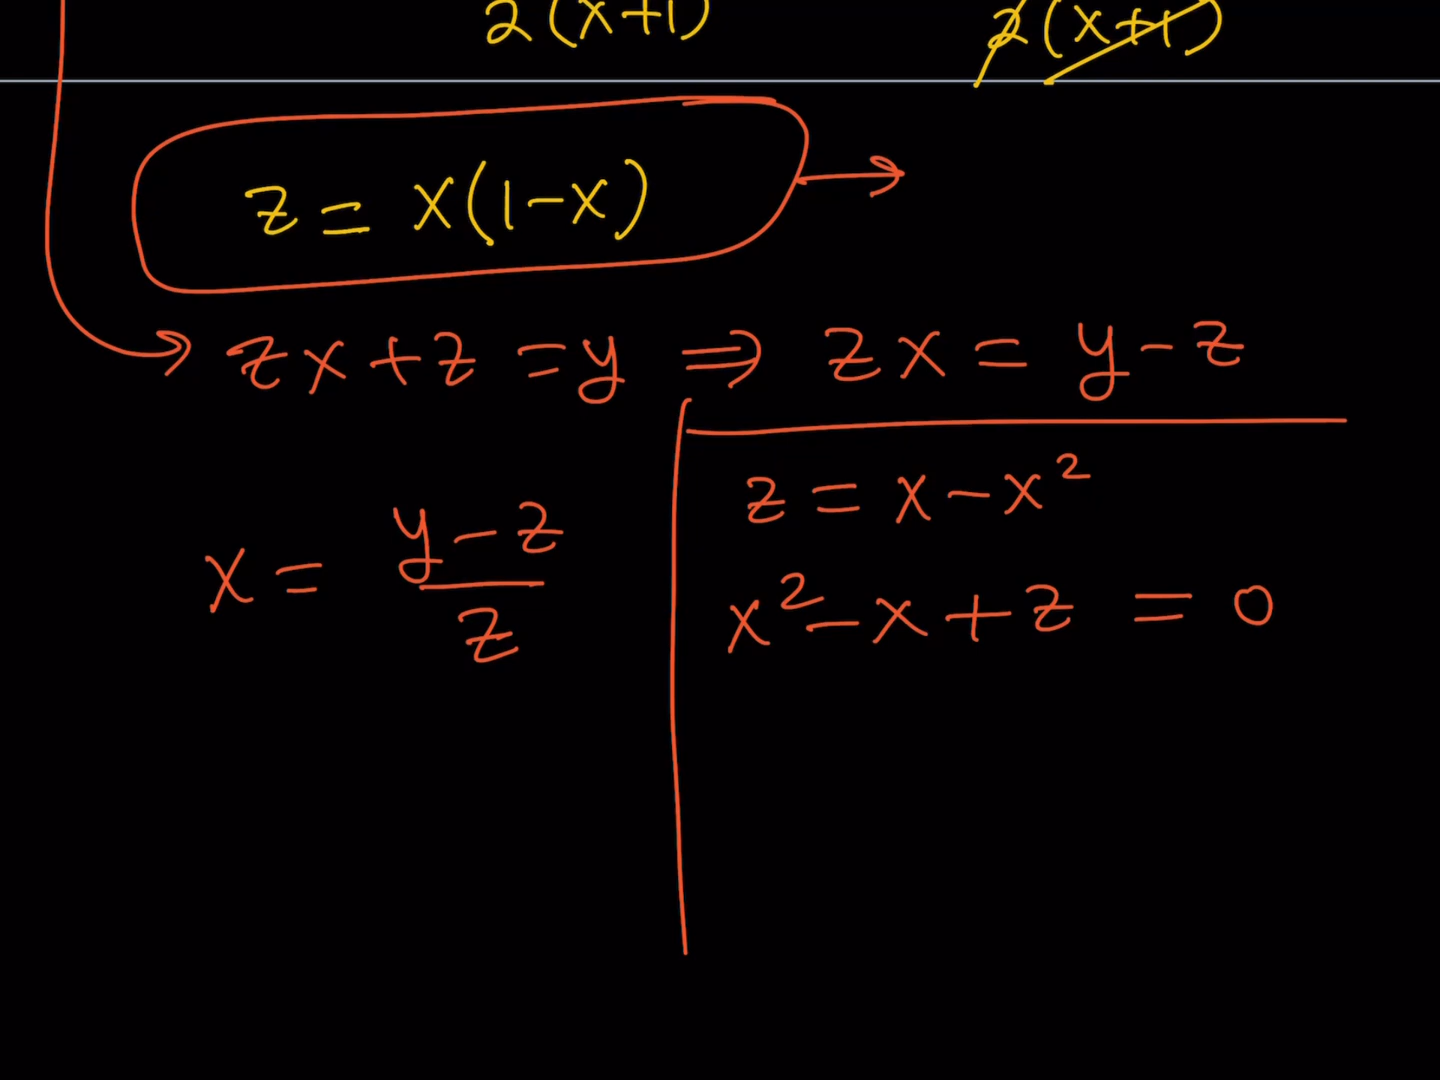 2(x+1) 2(x+1)
z = x(1-x)
zx+z = y ⇒ zx = y-z
x = (y-z)/z
z = x-x²
x²-x+z = 0